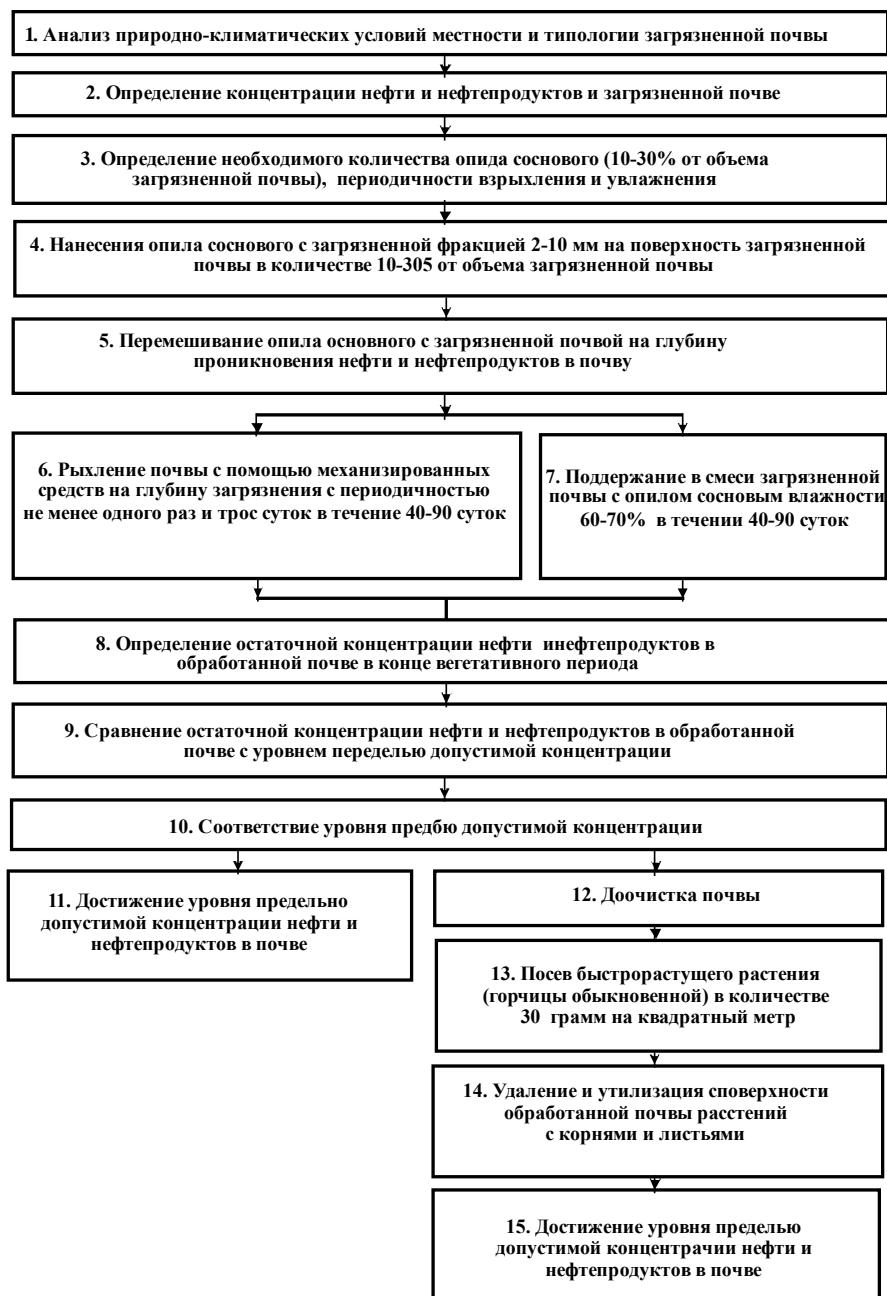 1. Анализ природно-климатических условий местности и типологии загрязненной почвы
2. Определение концентрации нефти и нефтепродуктов и загрязненной почве
3. Определение необходимого количества опида соснового (10-30% от объема
загрязненной почвы), периодичности взрыхления и увлажнения
4. Нанесения опила соснового с загрязненной фракцией 2-10 мм на поверхность загрязненной
почвы в количестве 10-305 от объема загрязненной почвы
5. Перемешивание опила основного с загрязненной почвой на глубину
проникновения нефти и нефтепродуктов в почву
6. Рыхление почвы с помощью механизированных
средств на глубину загрязнения с периодичностью
не менее одного раз и трос суток в течение 40-90 суток
7. Поддержание в смеси загрязненной
почвы с опилом сосновым влажности
60-70% в течении 40-90 суток
8. Определение остаточной концентрации нефти инефтепродуктов в
обработанной почве в конце вегетативного периода
9. Сравнение остаточной концентрации нефти и нефтепродуктов в обработанной
почве с уровнем переделью допустимой концентрации
10. Соответствие уровня предбю допустимой концентрации
11. Достижение уровня предельно
допустимой концентрации нефти и
нефтепродуктов в почве
12. Доочистка почвы
13. Посев быстрорастущего растения
(горчицы обыкновенной) в количестве
30 грамм на квадратный метр
14. Удаление и утилизация споверхности
обработанной почвы расстений
с корнями и листьями
15. Достижение уровня пределью
допустимой концентрачии нефти и
нефтепродуктов в почве